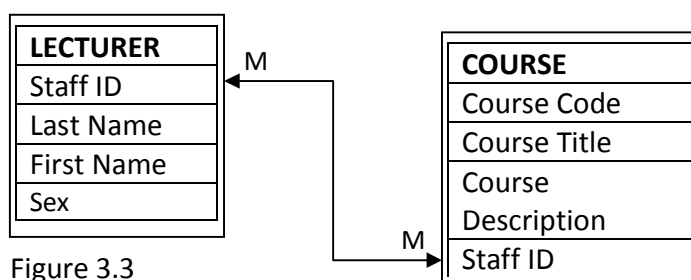 LECTURER
Staff ID
Last Name
First Name
Sex
M
M
COURSE
Course Code
Course Title
Course
Description
Staff ID
Figure 3.3